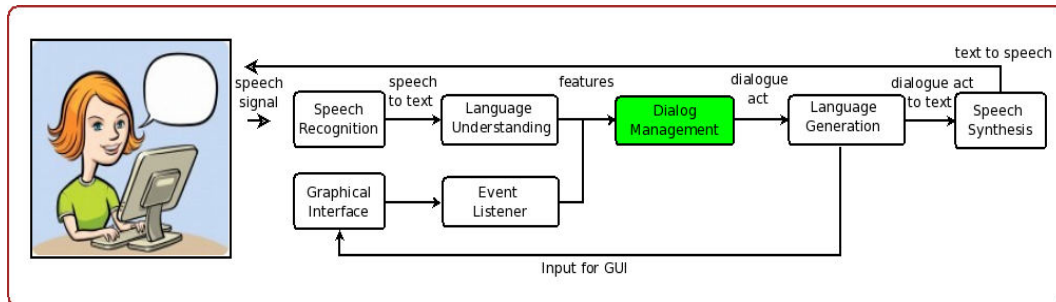 text to speech
speech
signal
speech
to text
features
dialogue
act
dialogue act
to text
Speech
Recognition
Language
Understanding
Dialog
Management
Language
Generation
Speech
Synthesis
Graphical
Interface
Event
Listener
Input for GUI